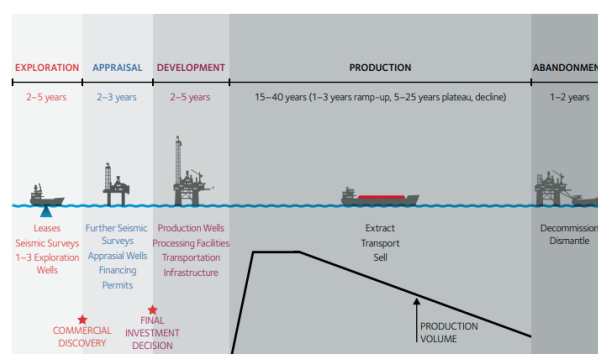 EXPLORATION
APPRAISAL
DEVELOPMENT
PRODUCTION
ABANDONMEN
2–5 years
2–3 years
2–5 years
15–40 years (1–3 years ramp-up, 5–25 years plateau, decline)
1–2 years
Leases
Seismic Surveys
1–3 Exploration
Wells
Further Seismic
Surveys
Apprasial Wells
Financing
Permits
Production Wells
Processing Facilities
Transportation
Infrastructure
Extract
Transport
Sell
Decommission
Dismantle
COMMERCIAL
DISCOVERY
FINAL
INVESTMENT
DECISION
PRODUCTION
VOLUME